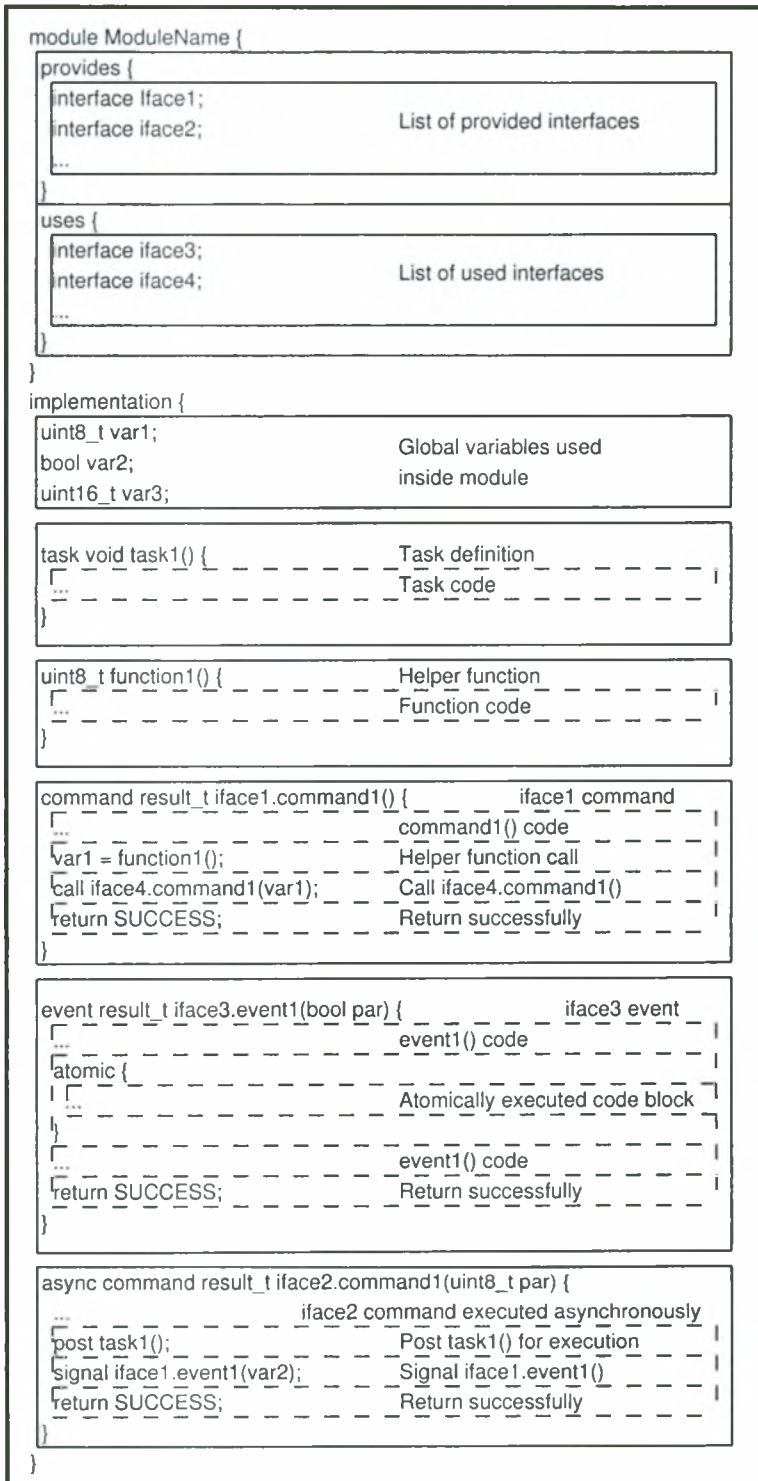 module ModuleName {
provides {
interface Iface1;
interface iface2; List of provided interfaces
...
}
uses {
interface iface3;
interface iface4; List of used interfaces
...
}
}
implementation {
uint8_t var1;
bool var2; Global variables used
uint16_t var3; inside module
task void task1() { Task definition
... Task code
}
uint8_t function1() { Helper function
... Function code
}
command result_t iface1.command1() { iface1 command
... command1() code
var1 = function1(); Helper function call
call iface4.command1(var1); Call iface4.command1()
return SUCCESS; Return successfully
}
event result_t iface3.event1(bool par) { iface3 event
... event1() code
atomic {
... Atomically executed code block
}
... event1() code
return SUCCESS; Return successfully
}
async command result_t iface2.command1(uint8_t par) {
... iface2 command executed asynchronously
post task1(); Post task1() for execution
signal iface1.event1(var2); Signal iface1.event1()
return SUCCESS; Return successfully
}
}